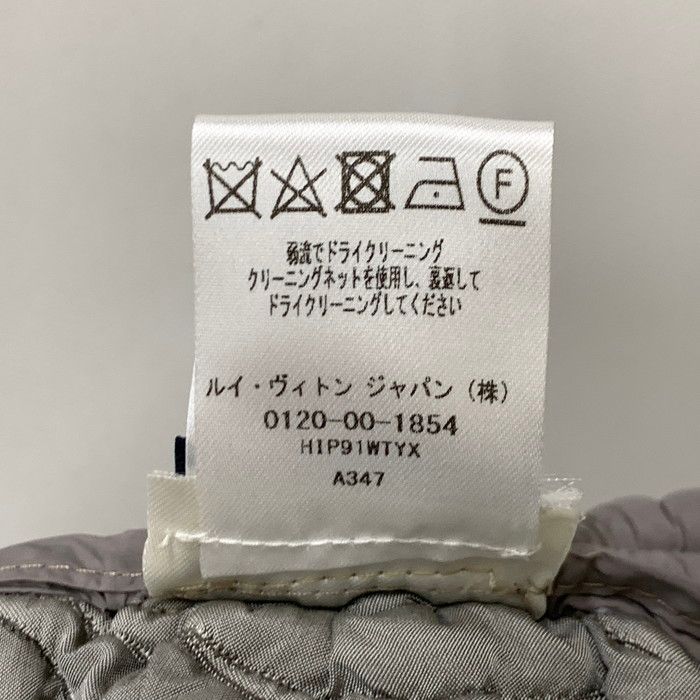 F
弱流でドライクリーニング
クリーニングネットを使用し、裏返して
ドライクリーニングしてください
ルイ・ヴィトン ジャパン (株)
0120-00-1854
HIP91WTYX
A347